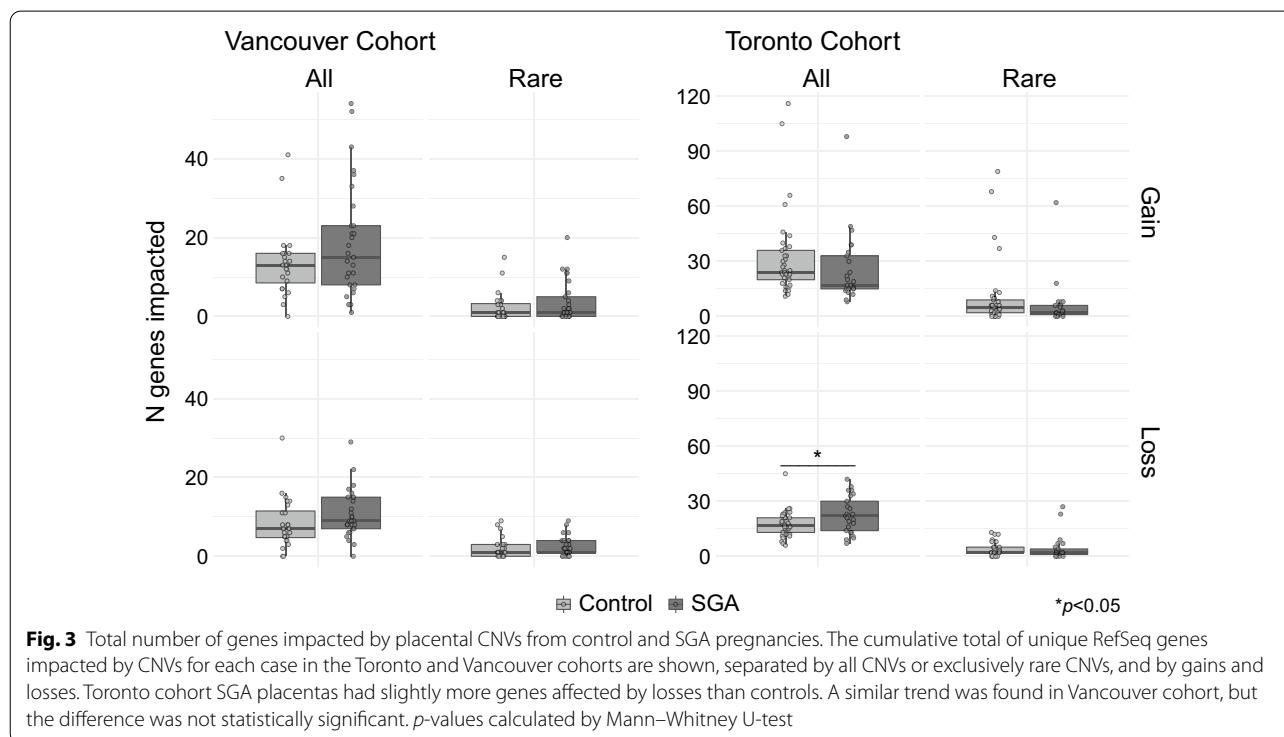 Vancouver Cohort
Toronto Cohort
All
Rare
All
Rare
N genes impacted
40
20
0
40
20
0
120
90
60
30
0
120
90
60
30
0
Gain
Loss
*
Control
SGA
*p<0.05
Fig. 3 Total number of genes impacted by placental CNVs from control and SGA pregnancies. The cumulative total of unique RefSeq genes
impacted by CNVs for each case in the Toronto and Vancouver cohorts are shown, separated by all CNVs or exclusively rare CNVs, and by gains and
losses. Toronto cohort SGA placentas had slightly more genes affected by losses than controls. A similar trend was found in Vancouver cohort, but
the difference was not statistically significant. p-values calculated by Mann–Whitney U-test